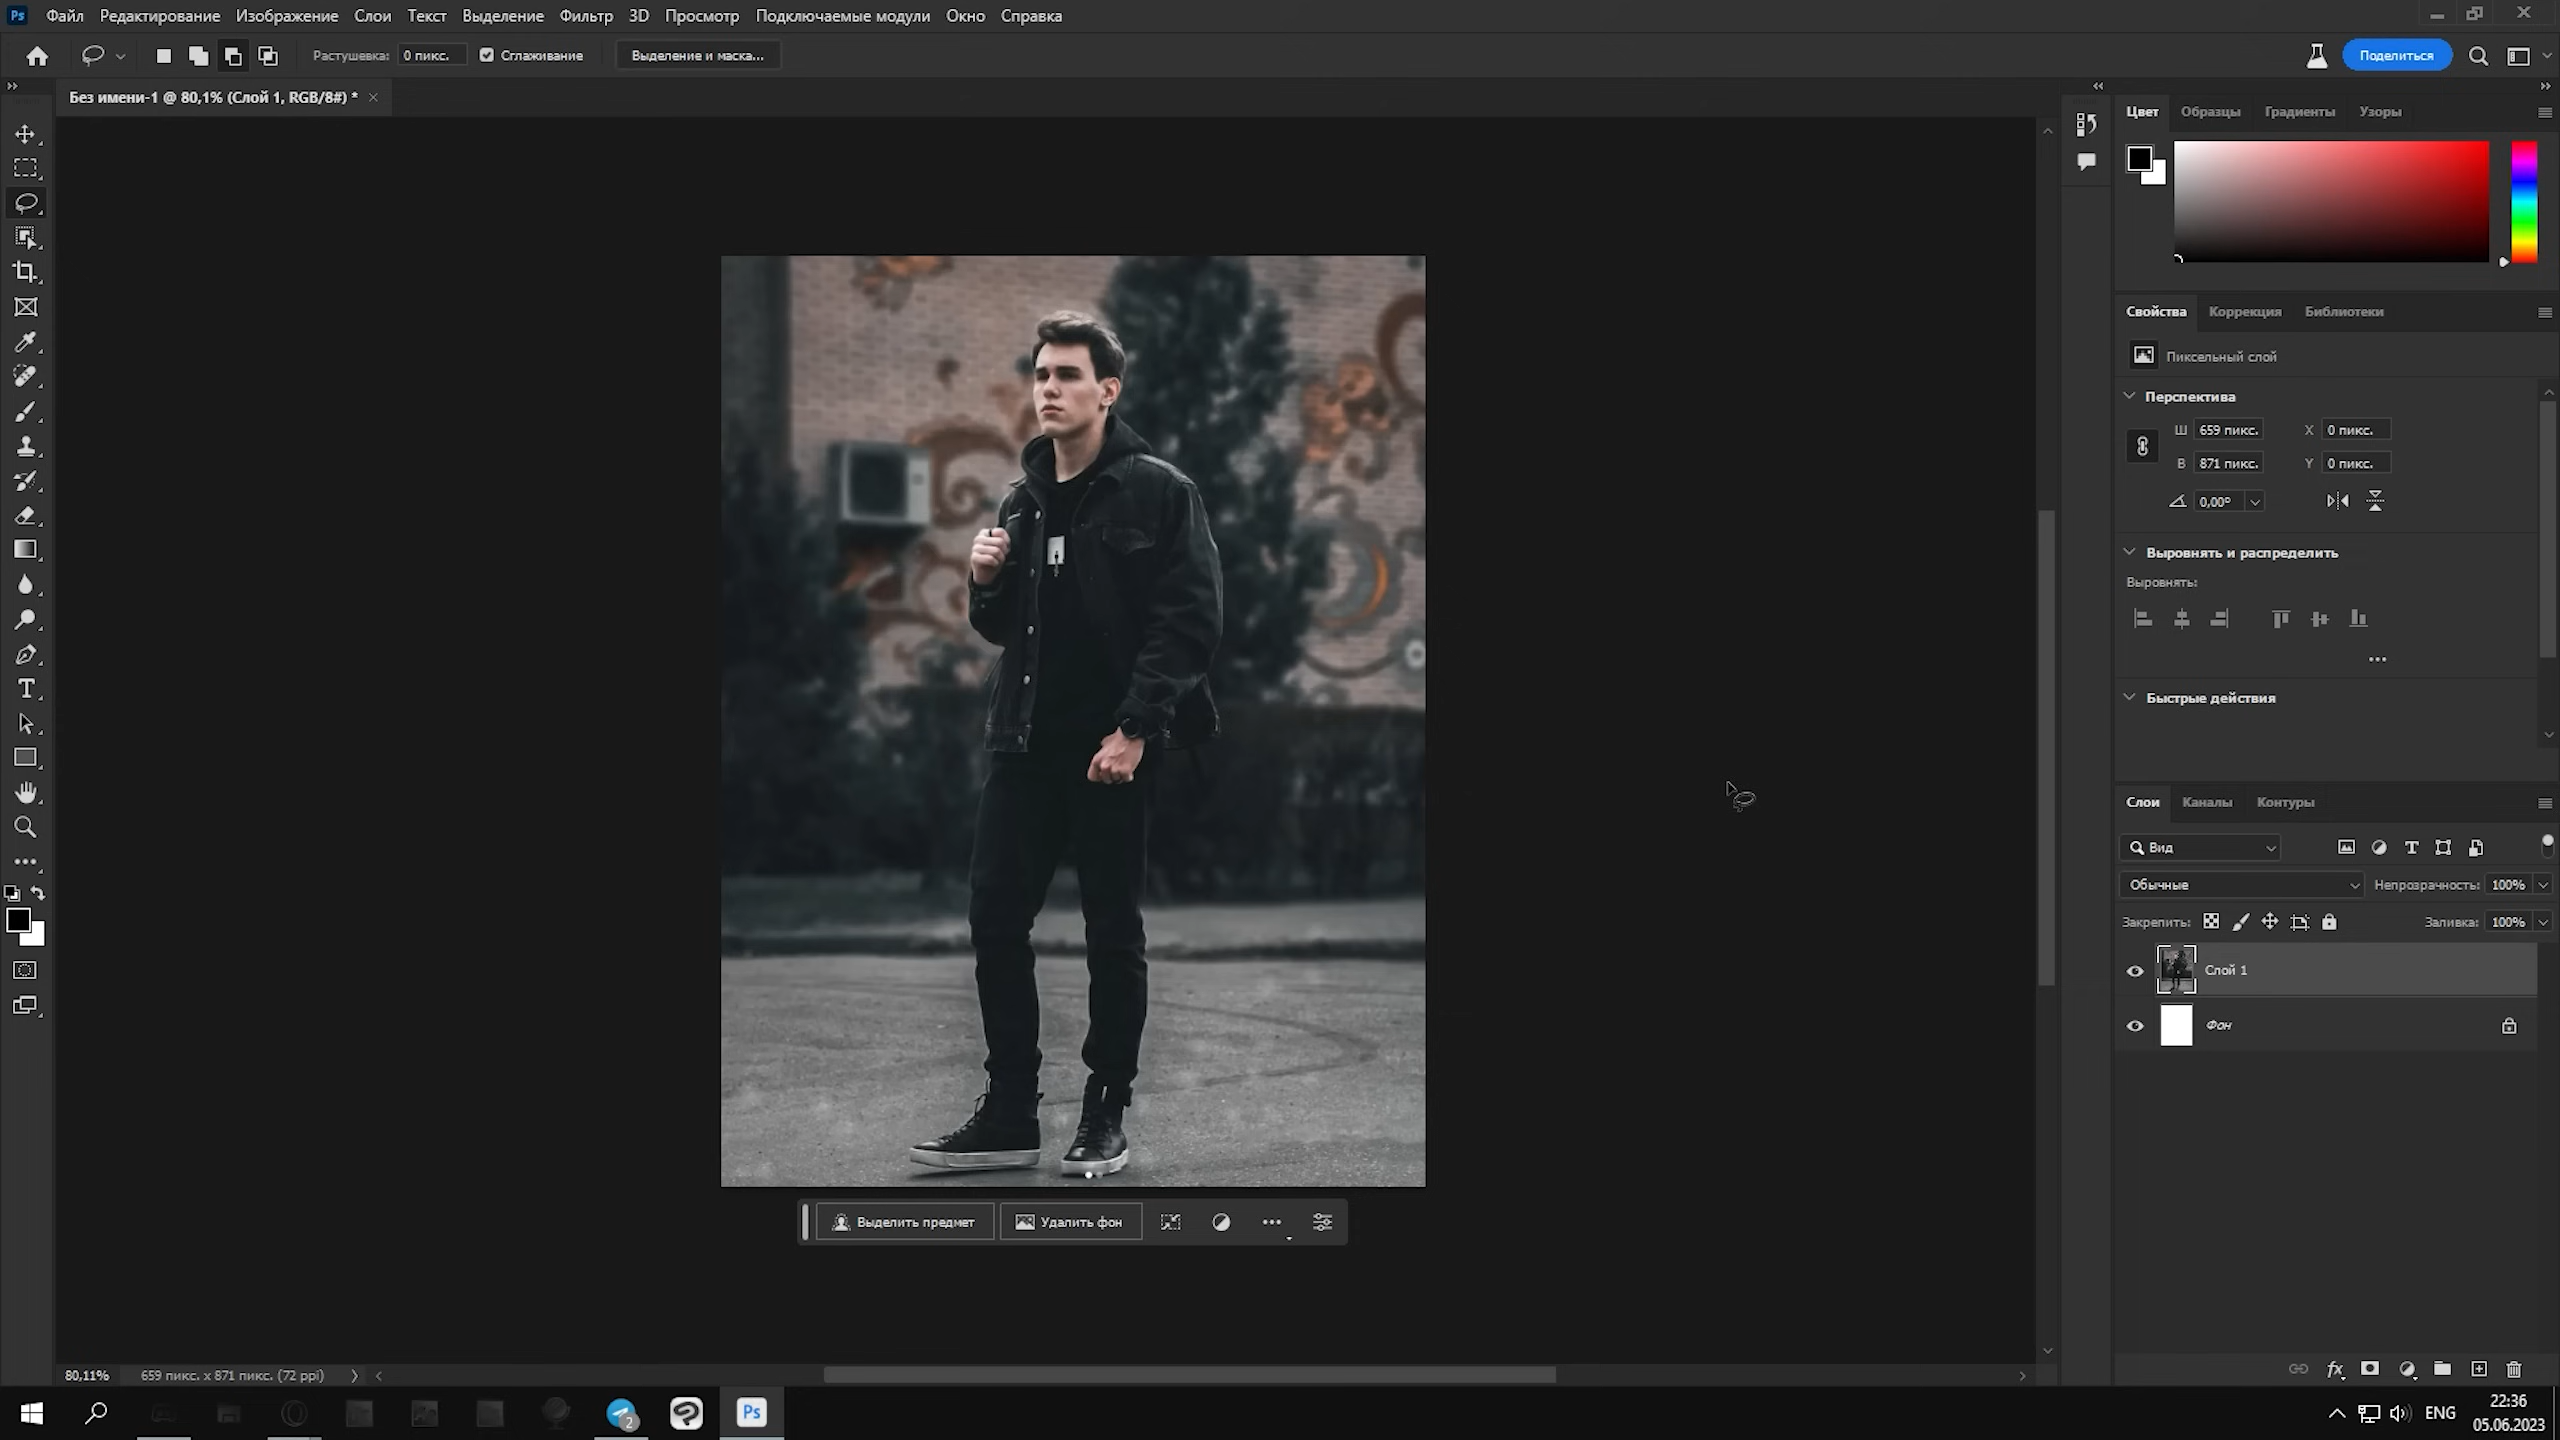 Ps Файл Редактирование Изображение Слои Текст Выделение Фильтр 3D Просмотр Подключаемые модули Окно Справка
Растушевка: 0 пикс. Сглаживание Выделение и маска... Поделиться
Без имени-1 @ 80,1% (Слой 1, RGB/8#) *
Цвет Образцы Градиенты Узоры
Свойства Коррекция Библиотеки
Пиксельный слой
Перспектива
Ш 659 пикс. X 0 пикс.
В 871 пикс. Y 0 пикс.
0,00°
Выровнять и распределить
Выровнять:
Быстрые действия
Слои Каналы Контуры
Вид
Обычные Непрозрачность: 100%
Закрепить: Заливка: 100%
Слой 1
Фон
Выделить предмет Удалить фон
80,11% 659 пикс. x 871 пикс. (72 ppi)
2 Ps ENG 22:36
05.06.2023